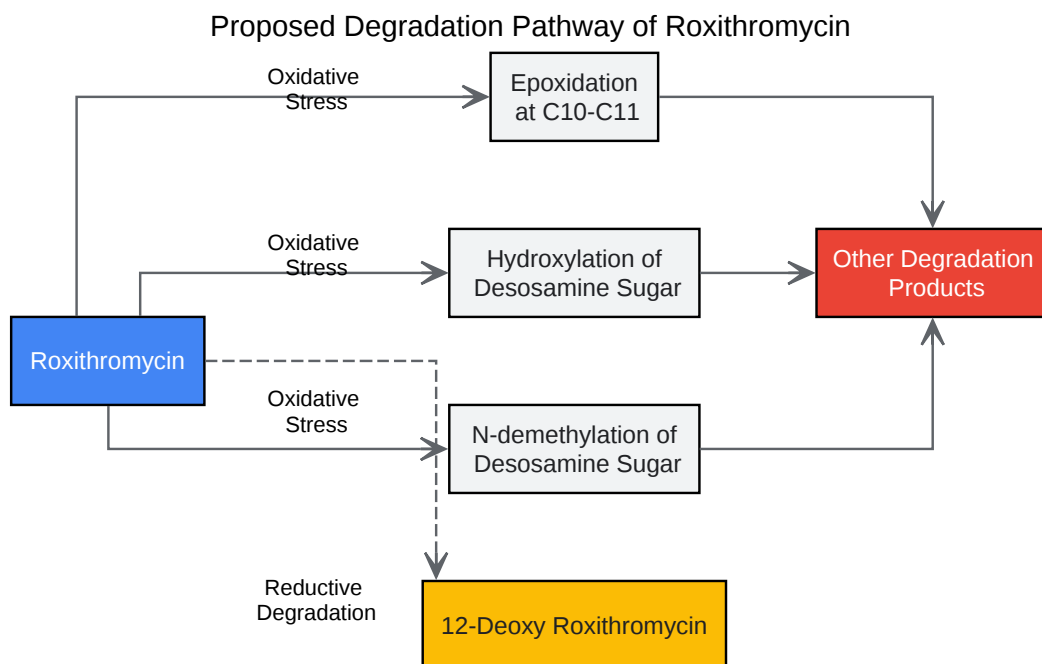 Proposed Degradation Pathway of Roxithromycin
Oxidative
Stress
Epoxidation
at C10-C11
Oxidative
Stress
Hydroxylation of
Desosamine Sugar
Other Degradation
Products
Roxithromycin
Oxidative
Stress
N-demethylation of
Desosamine Sugar
Reductive
Degradation
12-Deoxy Roxithromycin